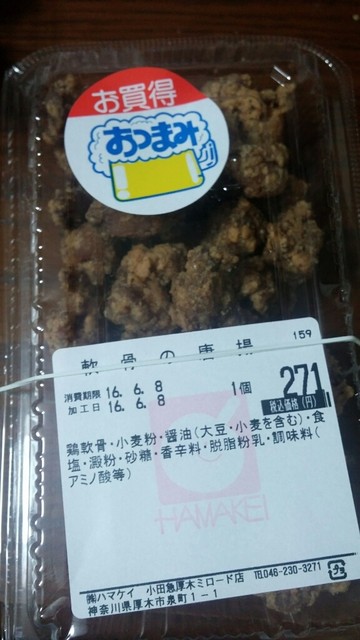 お買得
おつまみ
159
軟骨の唐揚
消費期限 16. 6. 8
加工日 16. 6. 8
1個
271
税込価格(円)
鶏軟骨・小麦粉・醤油(大豆・小麦を含む)・食
塩・澱粉・砂糖・香辛料・脱脂粉乳・調味料(
アミノ酸等)
HAMAKEI
㈱ハマケイ 小田急厚木ミロード店 TEL046-230-3271
神奈川県厚木市泉町1-1